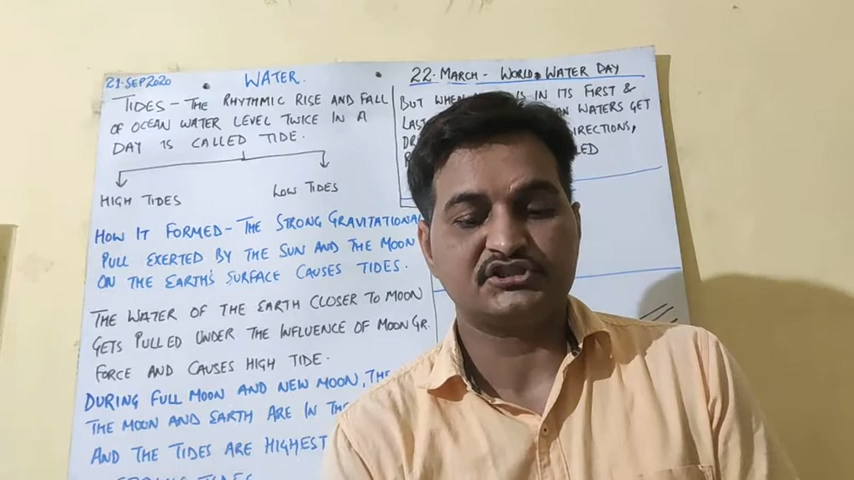 21-SEP2020
WATER.
TIDES - THE RHYTHMIC RISE AND FALL
OF OCEAN WATER LEVEL TWICE IN A
DAY IS CALLED TIDE.
HIGH TIDES
LOW TIDES
HOW IT FORMED - THE STRONG GRAVITATIONAL
PULL EXERTED BY THE SUN AND THE MOON
ON THE EARTH'S SURFACE CAUSES TIDES.
THE WATER OF THE EARTH CLOSER TO MOON
GETS PULLED UNDER THE INFLUENCE OF MOON GR.
FORCE AND CAUSES HIGH TIDE.
DURING FULL MOON AND NEW MOON, THE
THE MOON AND EARTH ARE IN THE
AND THE TIDES ARE HIGHEST
TIDES
22-MARCH - WORLD WATER DAY
BUT WHEN IS IN ITS FIRST &
WATERS GET
DIRECTIONS,